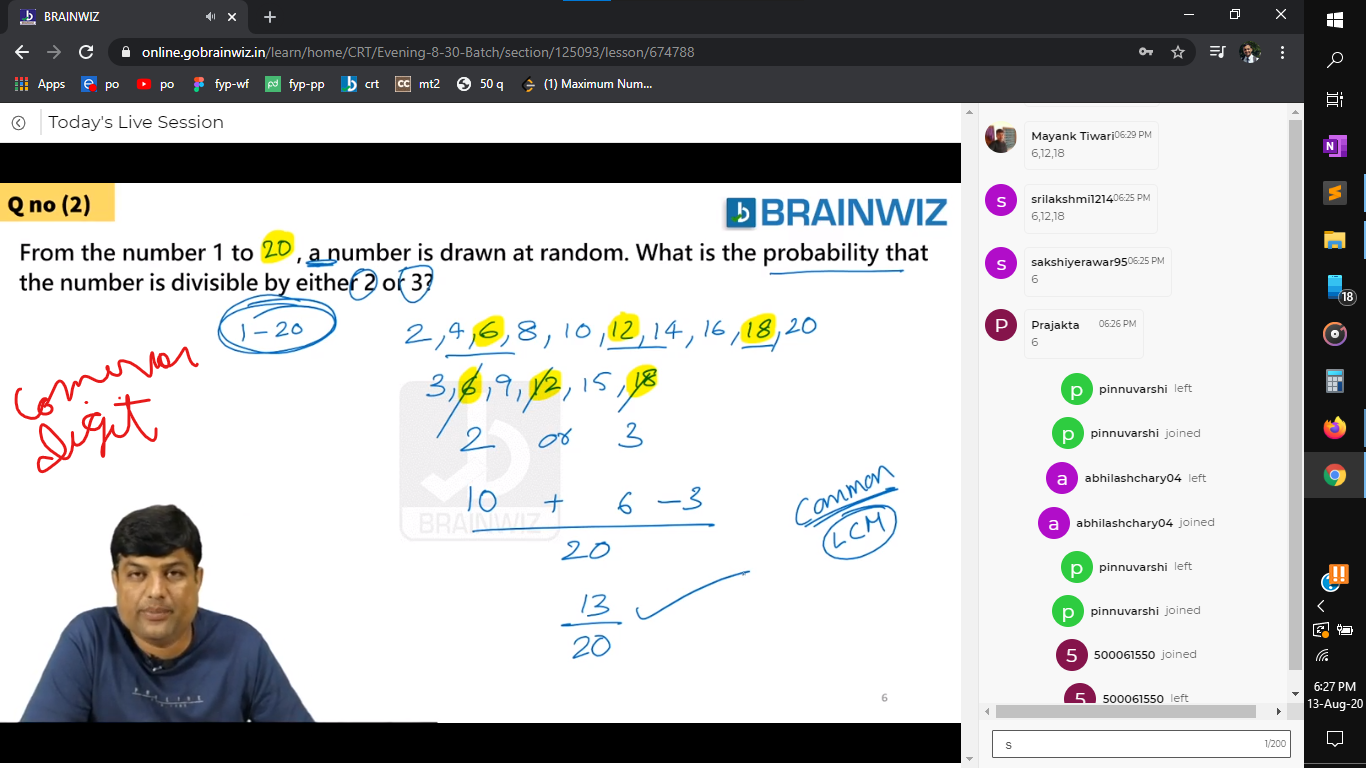 BRAINWIZ
online.gobrainwiz.in/learn/home/CRT/Evening-8-30-Batch/section/125093/lesson/674788
Apps po po fyp-wf fyp-pp crt mt2 50 q (1) Maximum Num...
Today's Live Session
Q no (2)
BRAINWIZ
From the number 1 to 20, a number is drawn at random. What is the probability that
the number is divisible by either 2 or 3?
1-20
2, 4, 6, 8, 10, 12, 14, 16, 18, 20
3, 6, 9, 12, 15, 18
2 or 3
10 + 6 - 3
20
13
20
Common
LCM
digit
BRAINWIZ
6
Mayank Tiwari 06:29 PM
6,12,18
s
srilakshmi1214 06:25 PM
6,12,18
s
sakshiyerawar95 06:25 PM
6
P
Prajakta 06:26 PM
6
p pinnuvarshi left
p pinnuvarshi joined
a abhilashchary04 left
a abhilashchary04 joined
p pinnuvarshi left
p pinnuvarshi joined
5 500061550 joined
5 500061550 left
s 1/200
18
6:27 PM
13-Aug-20